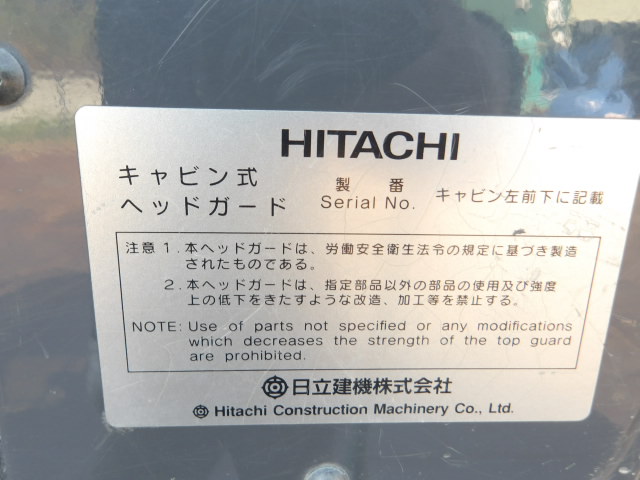 HITACHI
キャビン式
ヘッドガード
製 番
Serial No.
キャビン左前下に記載
注意 1. 本ヘッドガードは、労働安全衛生法令の規定に基づき製造
されたものである。
2. 本ヘッドガードは、指定部品以外の部品の使用及び強度
上の低下をきたすような改造、加工等を禁止する。
NOTE: Use of parts not specified or any modifications
which decreases the strength of the top guard
are prohibited.
日立建機株式会社
Hitachi Construction Machinery Co., Ltd.